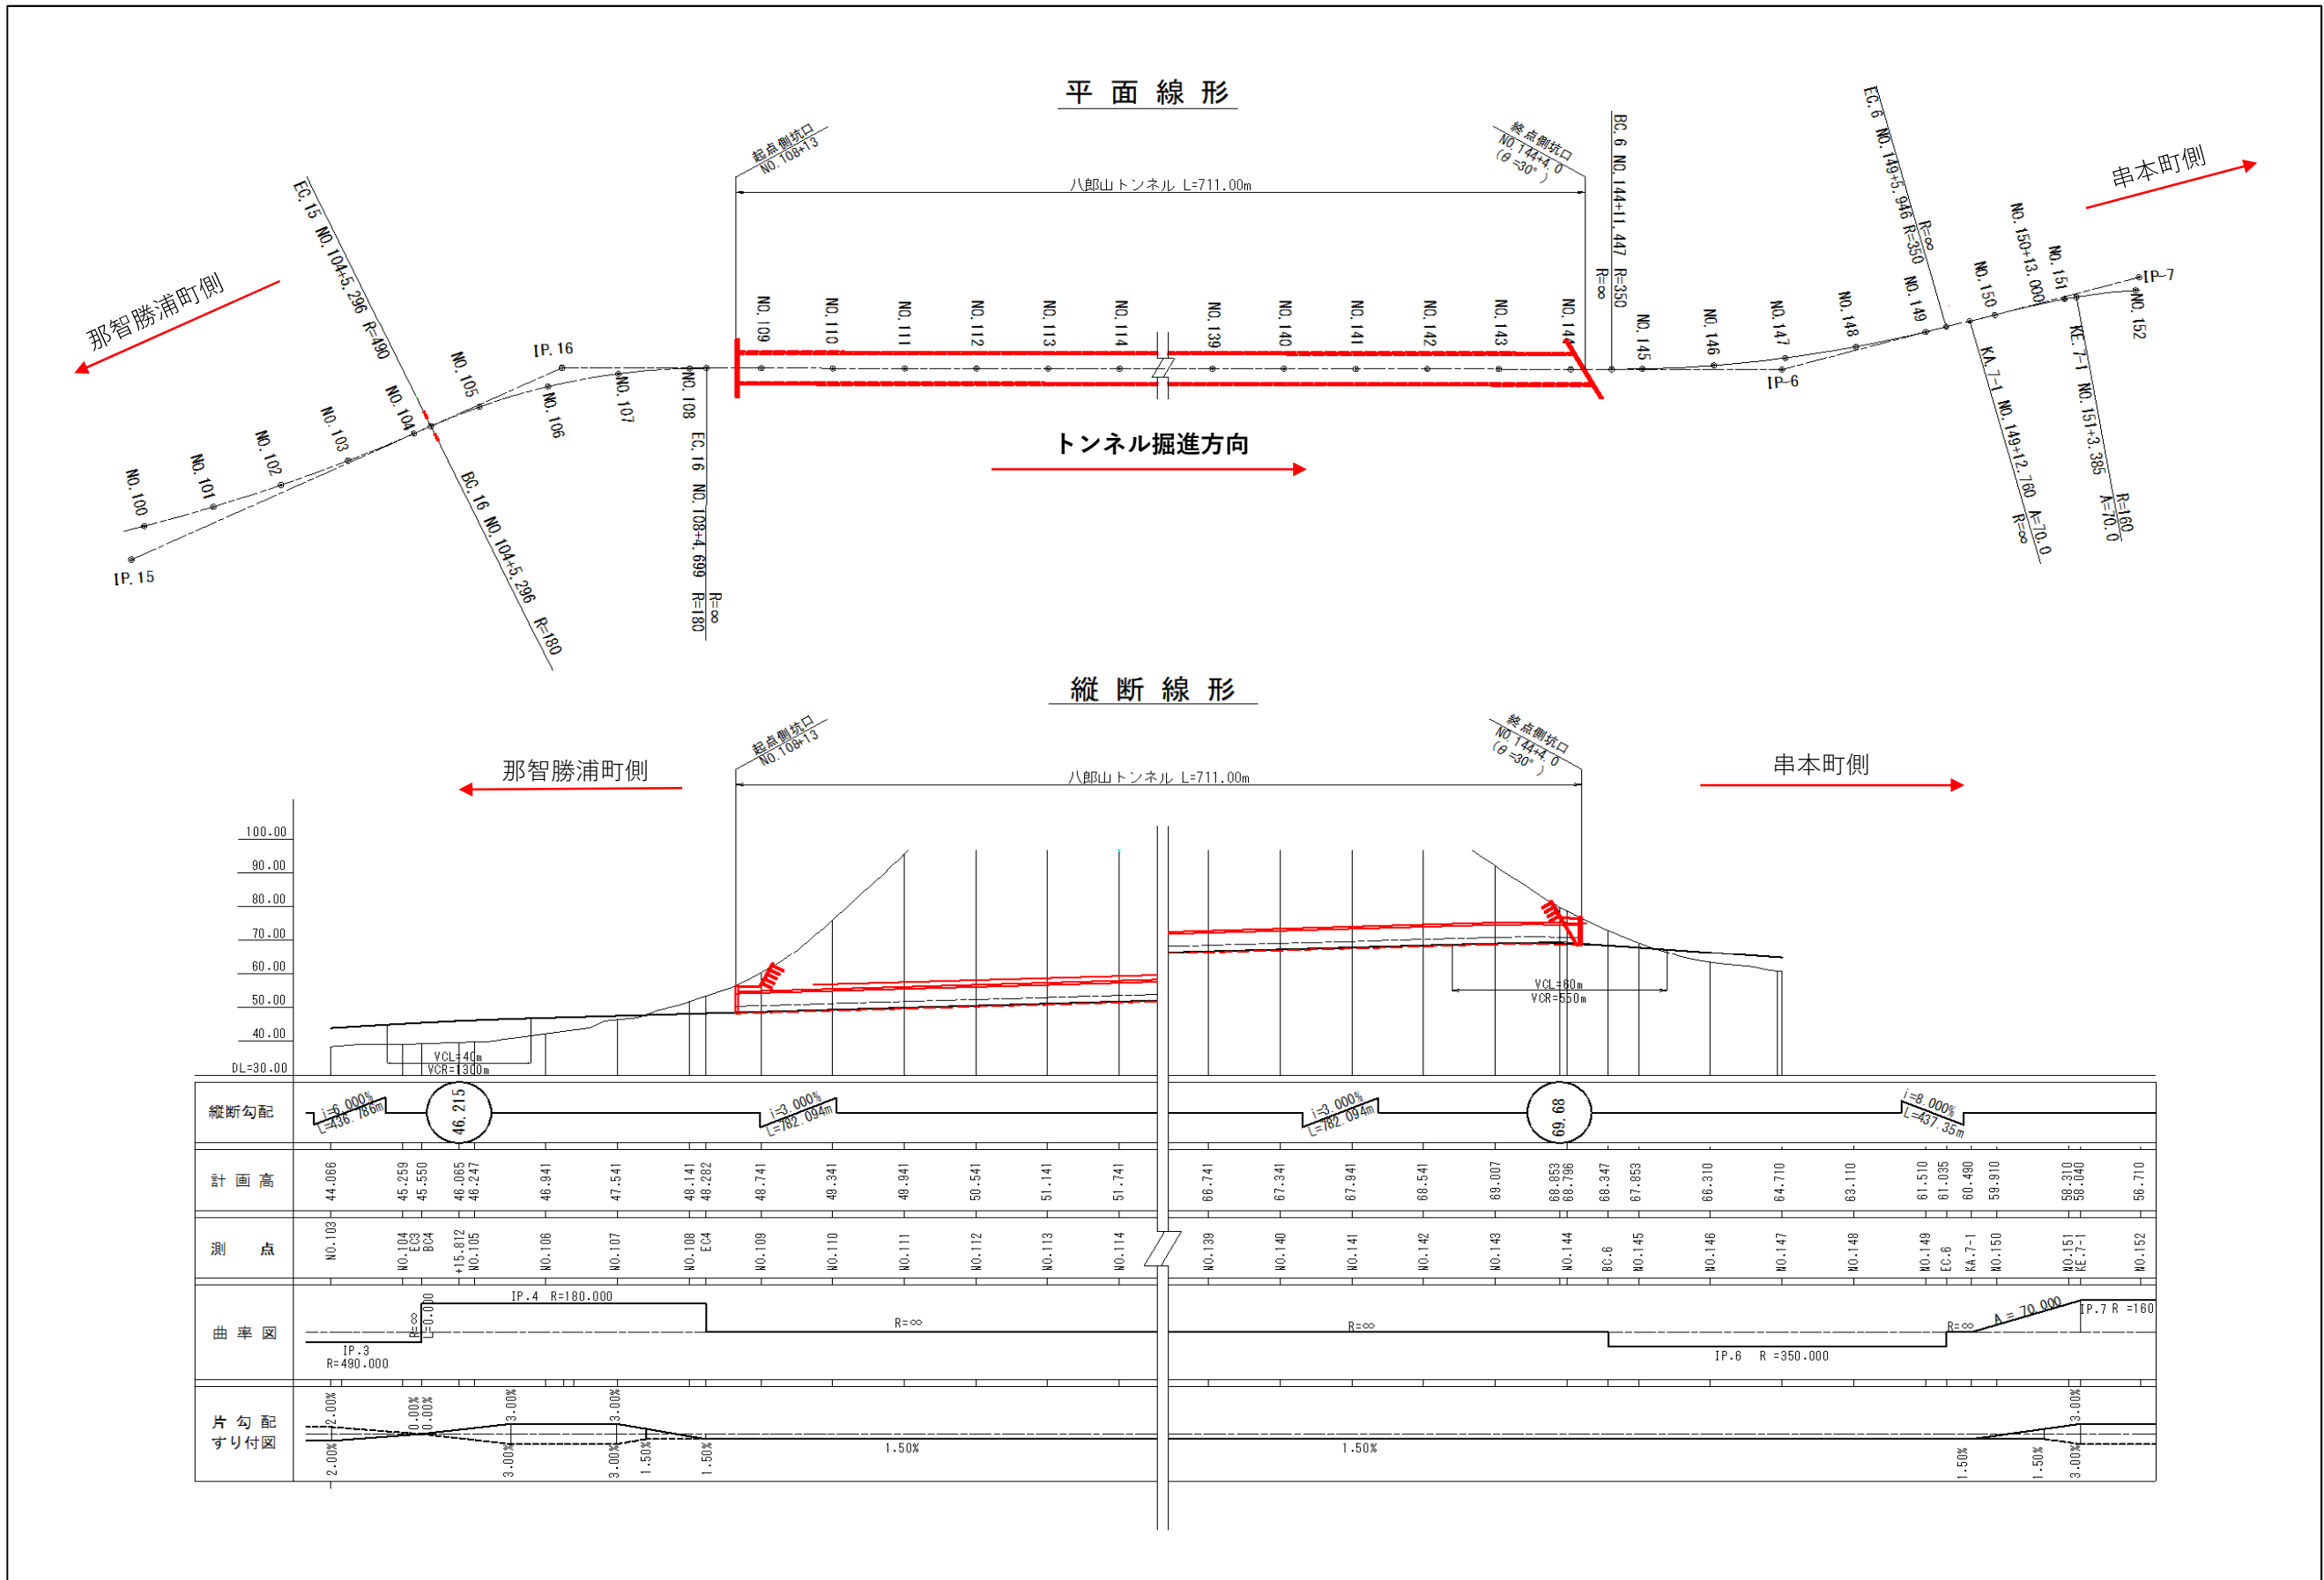 平面線形
起点側坑口
NO.108+13
終点側坑口
NO.144+4.0
(θ=30°)
八郎山トンネル L=711.00m
那智勝浦町側
串本町側
EC.15 NO.104+5.296 R=490
BC.16 NO.104+5.296 R=180
EC.16 NO.108+4.699 R=180
R=∞
BC.6 NO.144+11.447 R=350
R=∞
EC.6 NO.149+5.946 R=350
R=∞
KA.7-1 NO.149+12.760 A=70.0
R=∞
KE.7-1 NO.151+3.385
R=160
A=70.0
IP.15
NO.100
NO.101
NO.102
NO.103
NO.104
NO.105
IP.16
NO.106
NO.107
NO.108
NO.109
NO.110
NO.111
NO.112
NO.113
NO.114
NO.139
NO.140
NO.141
NO.142
NO.143
NO.144
NO.145
NO.146
NO.147
IP-6
NO.148
NO.149
NO.150
NO.150+13.000
NO.151
NO.152
IP-7
トンネル掘進方向
縦断線形
起点側坑口
NO.108+13
終点側坑口
NO.144+4.0
(θ=30°)
那智勝浦町側
八郎山トンネル L=711.00m
串本町側
100.00
90.00
80.00
70.00
60.00
50.00
40.00
DL=30.00
VCL=40m
VCR=1300m
VCL=60m
VCR=550m
縦断勾配
i=6.000%
L=436.786m
46.215
i=3.000%
L=782.094m
i=3.000%
L=782.094m
69.68
i=8.000%
L=437.35m
計画高
44.066
45.259
45.550
46.065
46.247
46.941
47.541
48.141
48.282
48.741
49.341
49.941
50.541
51.141
51.741
66.741
67.341
67.941
68.541
69.007
68.853
68.796
68.347
67.853
66.310
64.710
63.110
61.510
61.035
60.490
59.910
58.310
58.040
56.710
測点
NO.103
NO.104
EC3
BC4
+15.812
NO.105
NO.106
NO.107
NO.108
EC4
NO.109
NO.110
NO.111
NO.112
NO.113
NO.114
NO.139
NO.140
NO.141
NO.142
NO.143
NO.144
BC.6
NO.145
NO.146
NO.147
NO.148
NO.149
EC.6
KA.7-1
NO.150
NO.151
KE.7-1
NO.152
曲率図
IP.3
R=490.000
R=∞
L=0.000
IP.4 R=180.000
R=∞
R=∞
IP.6 R =350.000
R=∞
A = 70.000
IP.7 R =160
片勾配
すり付図
2.00%
2.00%
0.00%
0.00%
3.00%
3.00%
3.00%
3.00%
1.50%
1.50%
1.50%
1.50%
1.50%
1.50%
3.00%
3.00%